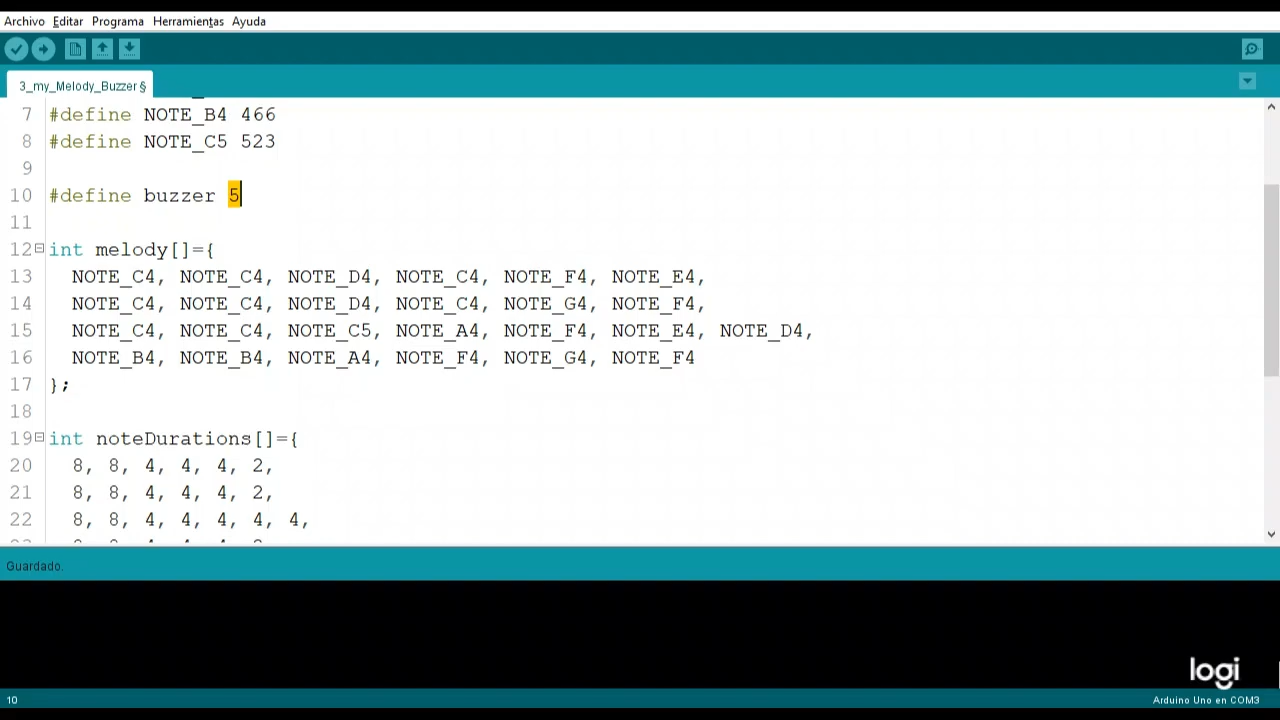 Archivo Editar Programa Herramientas Ayuda
3_my_Melody_Buzzer §
7 #define NOTE_B4 466
8 #define NOTE_C5 523
9
10 #define buzzer 5
11
12 int melody[]={
13 NOTE_C4, NOTE_C4, NOTE_D4, NOTE_C4, NOTE_F4, NOTE_E4,
14 NOTE_C4, NOTE_C4, NOTE_D4, NOTE_C4, NOTE_G4, NOTE_F4,
15 NOTE_C4, NOTE_C4, NOTE_C5, NOTE_A4, NOTE_F4, NOTE_E4, NOTE_D4,
16 NOTE_B4, NOTE_B4, NOTE_A4, NOTE_F4, NOTE_G4, NOTE_F4
17 };
18
19 int noteDurations[]={
20 8, 8, 4, 4, 4, 2,
21 8, 8, 4, 4, 4, 2,
22 8, 8, 4, 4, 4, 4,
Guardado.
logi
10 Arduino Uno en COM3